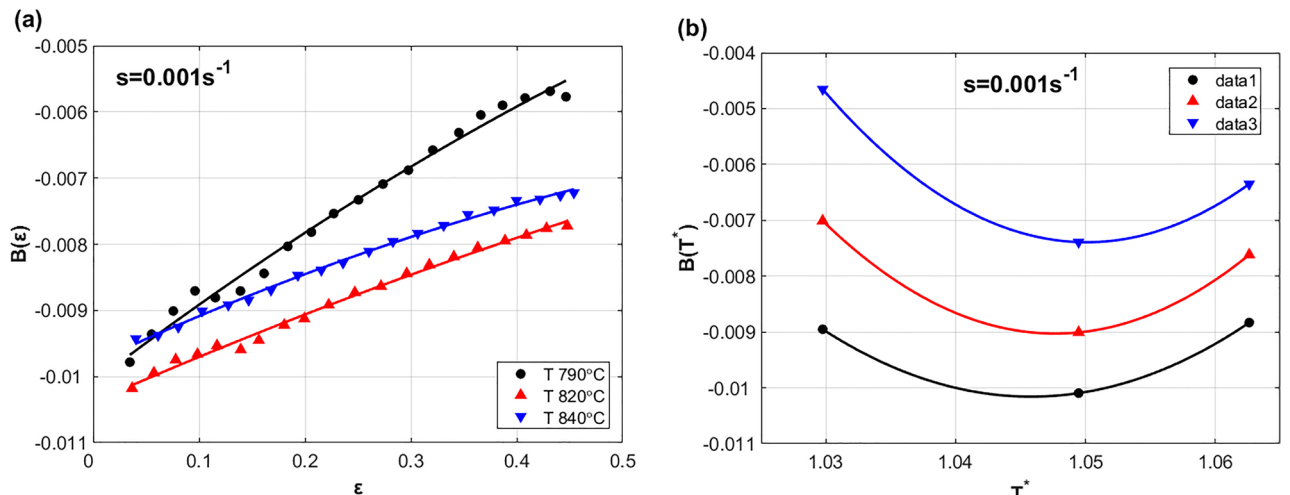 (a)
s=0.001s-1
B(ε)
-0.005
-0.006
-0.007
-0.008
-0.009
-0.01
-0.011
0
0.1
0.2
0.3
0.4
0.5
ε
T 790°C
T 820°C
T 840°C
(b)
s=0.001s-1
B(T*)
-0.004
-0.005
-0.006
-0.007
-0.008
-0.009
-0.01
-0.011
1.03
1.04
1.05
1.06
T*
data1
data2
data3